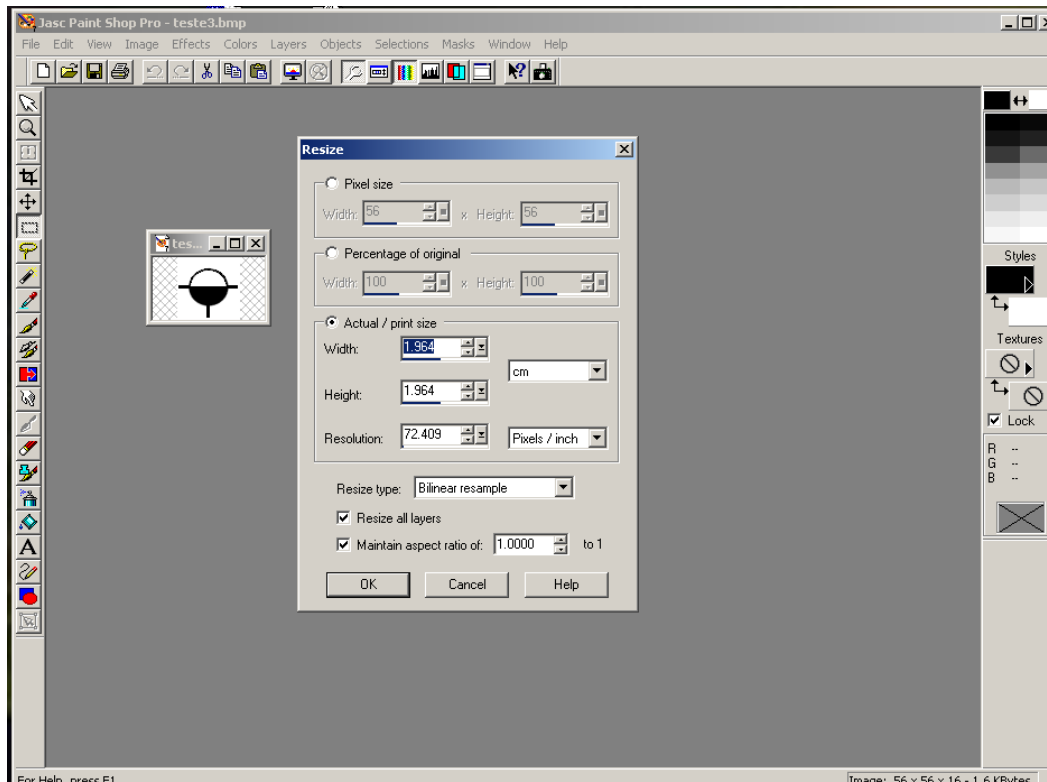 Jasc Paint Shop Pro - teste3.bmp
File Edit View Image Effects Colors Layers Objects Selections Masks Window Help
Resize
Pixel size
Width: 56 x Height: 56
tes...
Percentage of original
Width: 100 x Height: 100
Actual / print size
Width: 1.964
cm
Height: 1.964
Resolution: 72.409 Pixels / inch
Resize type: Bilinear resample
Resize all layers
Maintain aspect ratio of: 1.0000 to 1
OK Cancel Help
A
Styles
Textures
Lock
R --
G --
B --
For Help, press F1
Image: 56 x 56 x 16 - 1.6 KBytes